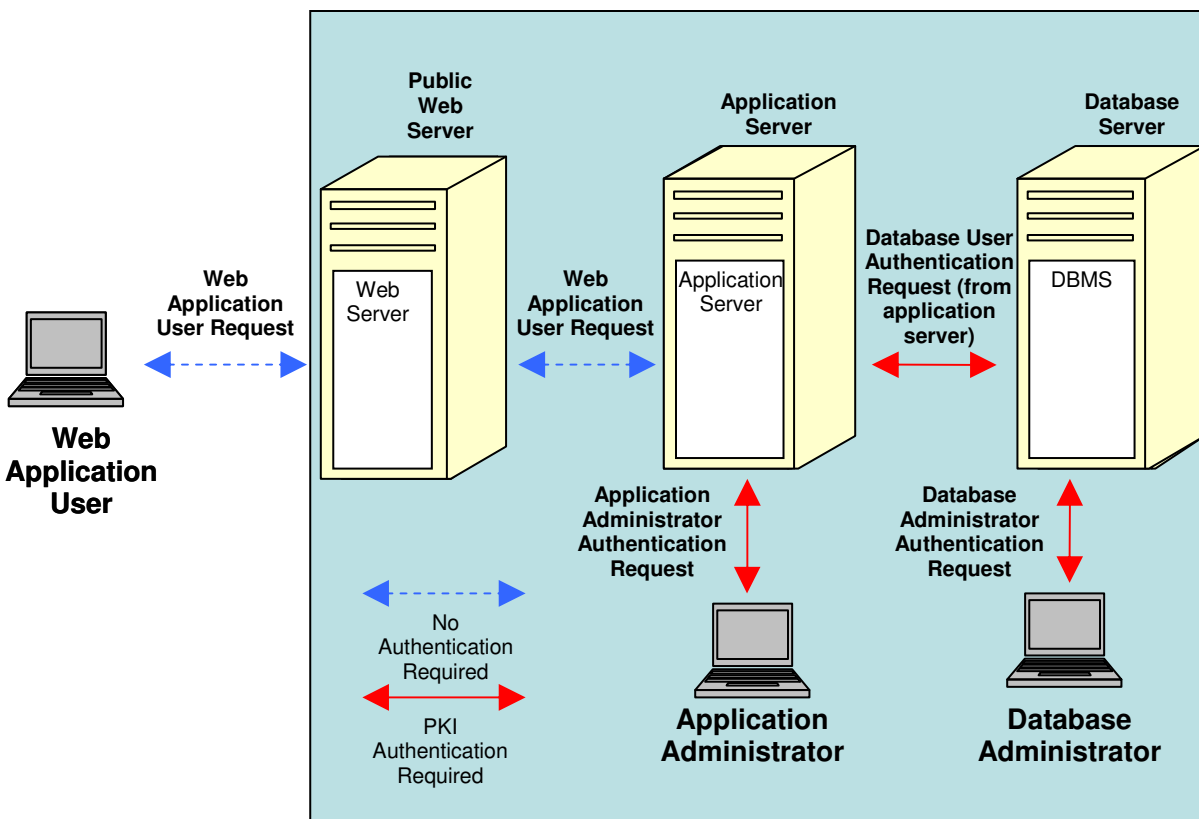 Public
Web
Server
Application
Server
Database
Server
Web
Application
User Request
Web
Server
Web
Application
User Request
Application
Server
Database User
Authentication
Request (from
application
server)
DBMS
Web
Application
User
Application
Administrator
Authentication
Request
Database
Administrator
Authentication
Request
No
Authentication
Required
PKI
Authentication
Required
Application
Administrator
Database
Administrator